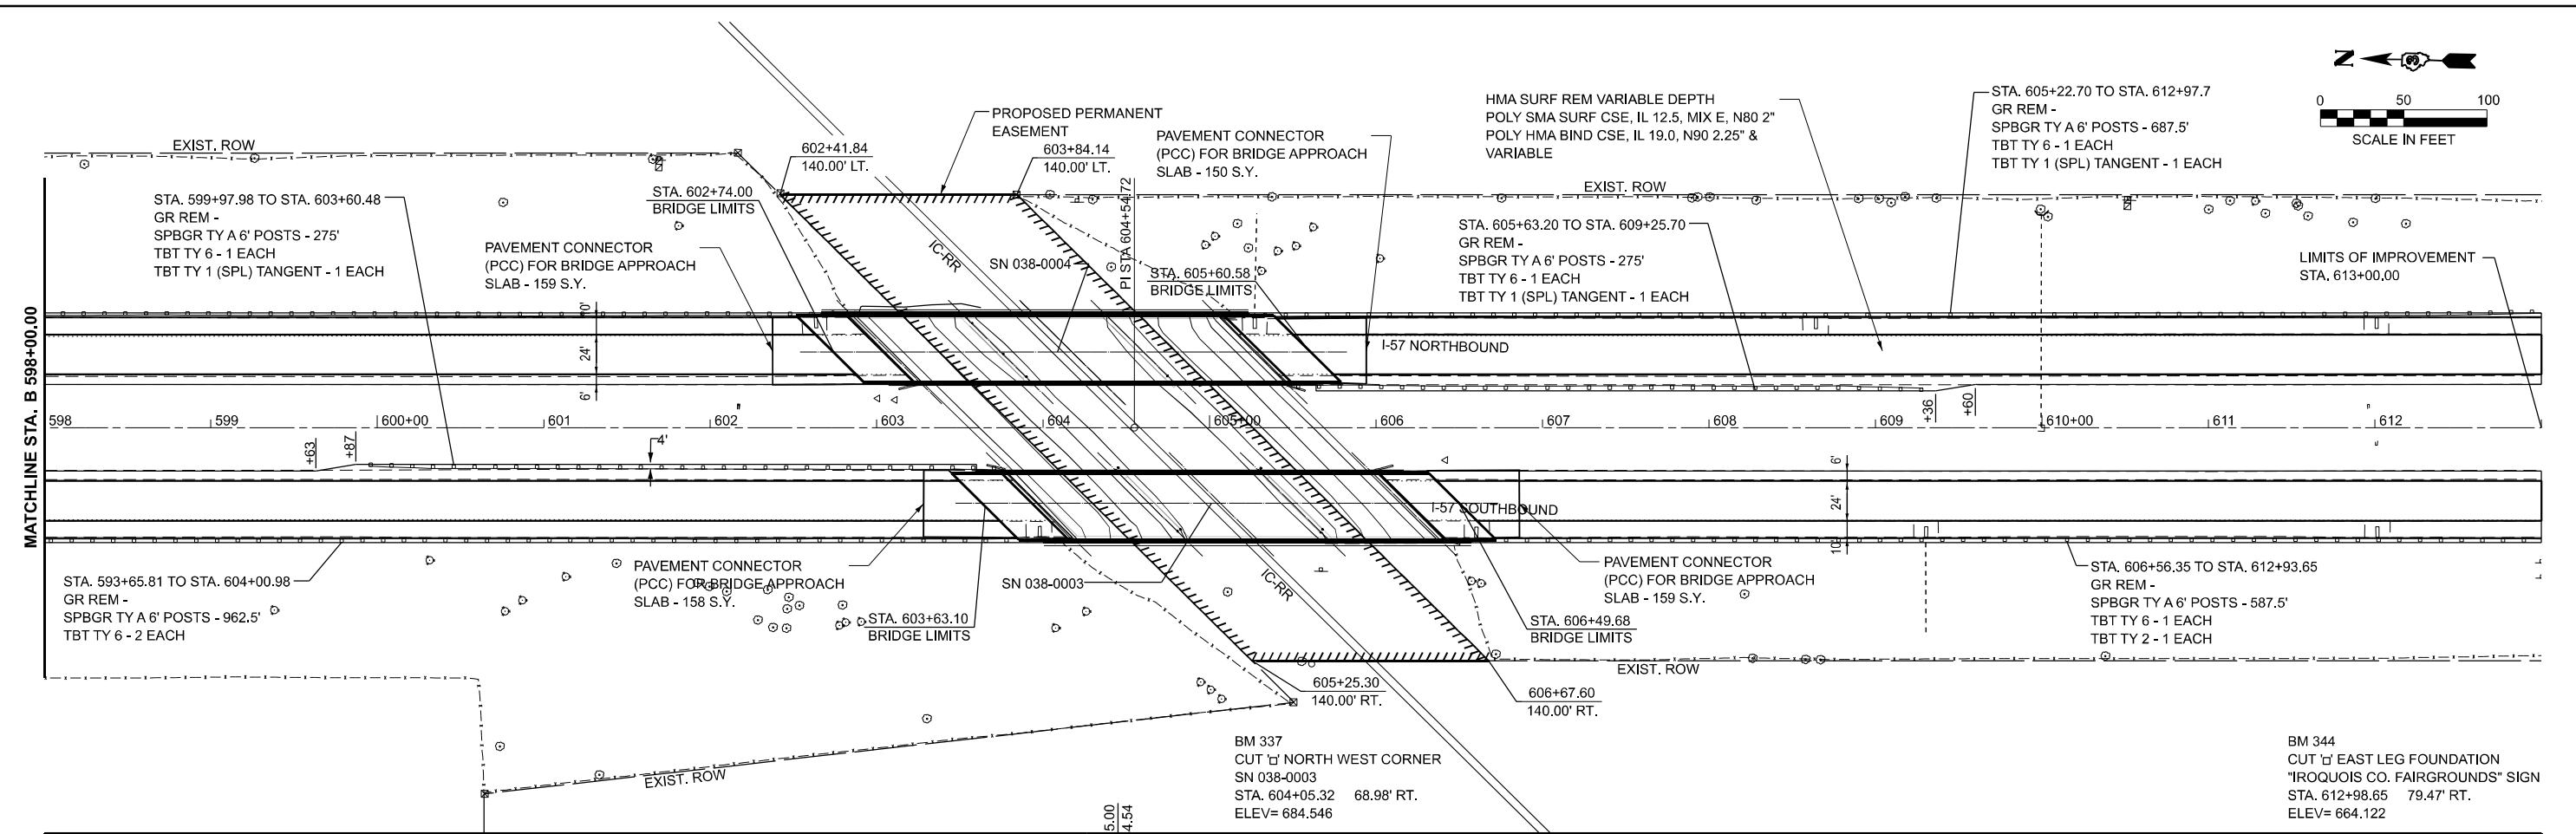 EXIST. ROW
STA. 599+97.98 TO STA. 603+60.48
GR REM -
SPBGR TY A 6' POSTS - 275'
TBT TY 6 - 1 EACH
TBT TY 1 (SPL) TANGENT - 1 EACH
PAVEMENT CONNECTOR
(PCC) FOR BRIDGE APPROACH
SLAB - 159 S.Y.
STA. 602+74.00
BRIDGE LIMITS
602+41.84
140.00' LT.
PROPOSED PERMANENT
EASEMENT
603+84.14
140.00' LT.
PAVEMENT CONNECTOR
(PCC) FOR BRIDGE APPROACH
SLAB - 150 S.Y.
PI STA 604+54.72
IC-RR
SN 038-0004
STA. 605+60.58
BRIDGE LIMITS
HMA SURF REM VARIABLE DEPTH
POLY SMA SURF CSE, IL 12.5, MIX E, N80 2"
POLY HMA BIND CSE, IL 19.0, N90 2.25" &
VARIABLE
EXIST. ROW
STA. 605+63.20 TO STA. 609+25.70
GR REM -
SPBGR TY A 6' POSTS - 275'
TBT TY 6 - 1 EACH
TBT TY 1 (SPL) TANGENT - 1 EACH
STA. 605+22.70 TO STA. 612+97.7
GR REM -
SPBGR TY A 6' POSTS - 687.5'
TBT TY 6 - 1 EACH
TBT TY 1 (SPL) TANGENT - 1 EACH
N
3
0 50 100
SCALE IN FEET
LIMITS OF IMPROVEMENT
STA. 613+00.00
24'
6'
I-57 NORTHBOUND
MATCHLINE STA. B 598+00.00
598 599 600+00 601 602 603 604 605+00 606 607 608 609 610+00 611 612
+36
+60
+63
+87
4'
6'
24'
10'
I-57 SOUTHBOUND
STA. 593+65.81 TO STA. 604+00.98
GR REM -
SPBGR TY A 6' POSTS - 962.5'
TBT TY 6 - 2 EACH
PAVEMENT CONNECTOR
(PCC) FOR BRIDGE APPROACH
SLAB - 158 S.Y.
STA. 603+63.10
BRIDGE LIMITS
SN 038-0003
IC-RR
PAVEMENT CONNECTOR
(PCC) FOR BRIDGE APPROACH
SLAB - 159 S.Y.
STA. 606+49.68
BRIDGE LIMITS
STA. 606+56.35 TO STA. 612+93.65
GR REM -
SPBGR TY A 6' POSTS - 587.5'
TBT TY 6 - 1 EACH
TBT TY 2 - 1 EACH
EXIST. ROW
605+25.30
140.00' RT.
606+67.60
140.00' RT.
EXIST. ROW
BM 337
CUT '□' NORTH WEST CORNER
SN 038-0003
STA. 604+05.32 68.98' RT.
ELEV= 684.546
BM 344
CUT '□' EAST LEG FOUNDATION
"IROQUOIS CO. FAIRGROUNDS" SIGN
STA. 612+98.65 79.47' RT.
ELEV= 664.122
5.00
4.54